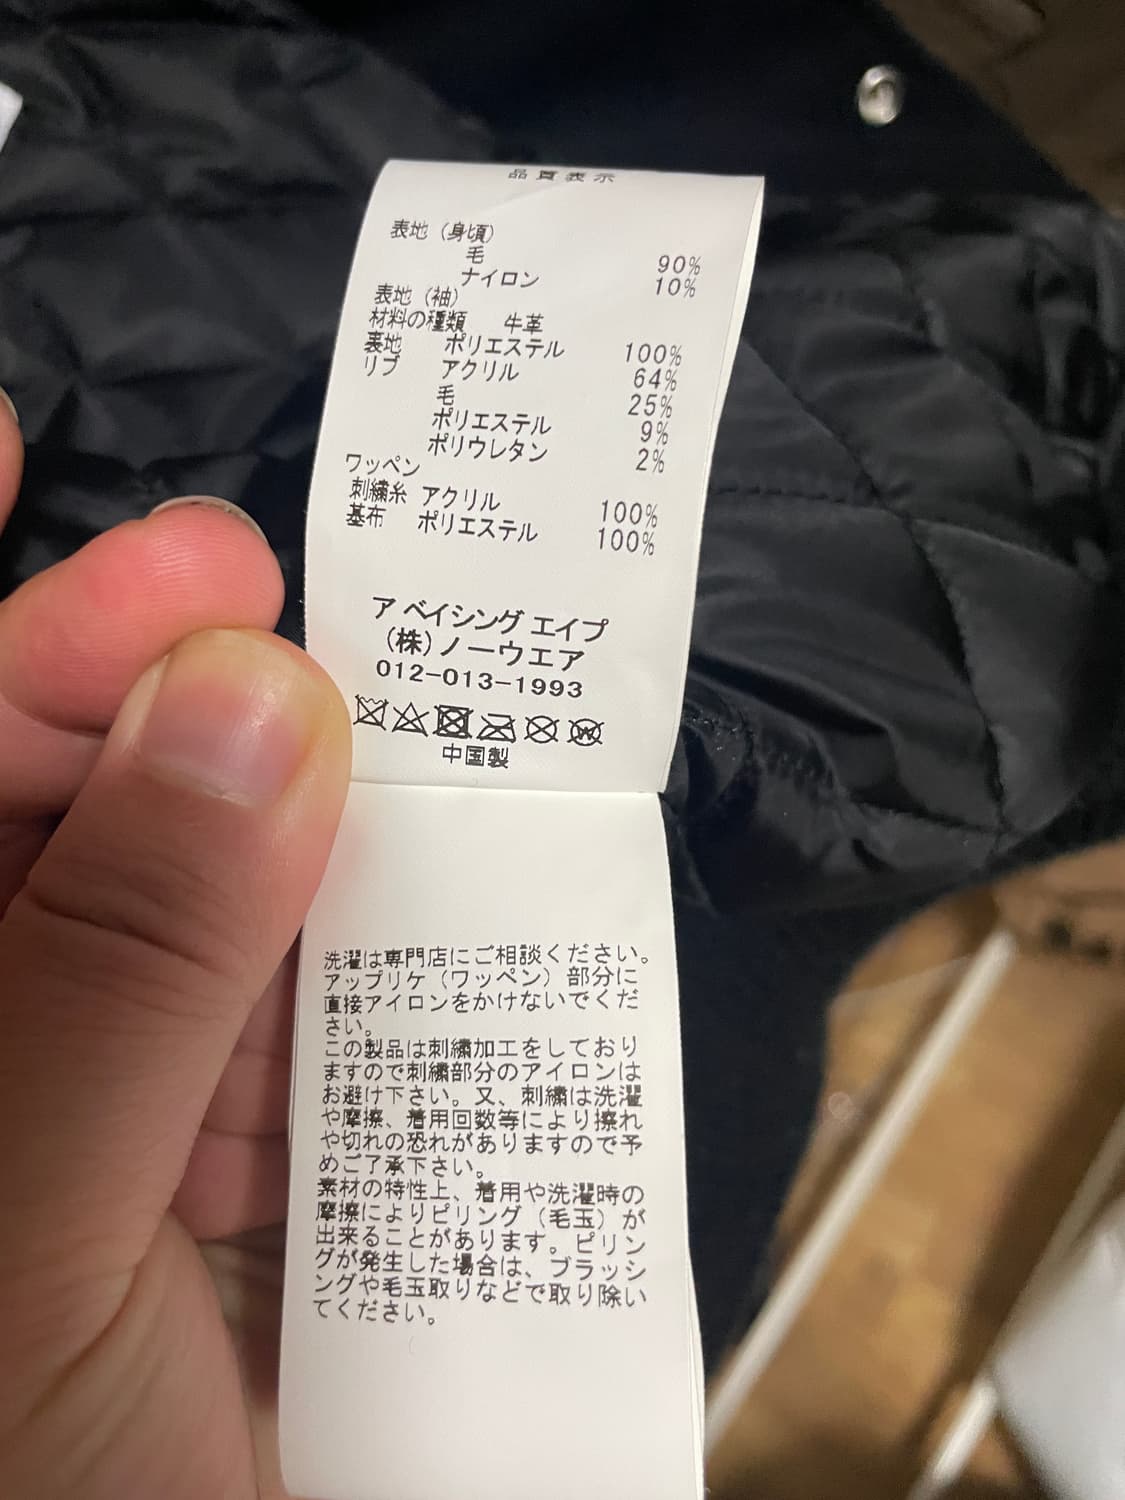 品質表示
表地（身頃）
毛 90%
ナイロン 10%
表地（袖）
材料の種類 牛革
裏地 ポリエステル 100%
リブ アクリル 64%
毛 25%
ポリエステル 9%
ポリウレタン 2%
ワッペン
刺繍糸 アクリル 100%
基布 ポリエステル 100%
ア ベイシング エイプ
(株)ノーウエア
012-013-1993
W
中国製
洗濯は専門店にご相談ください。
アップリケ（ワッペン）部分に
直接アイロンをかけないでくだ
さい。
この製品は刺繍加工をしており
ますので刺繍部分のアイロンは
お避け下さい。又、刺繍は洗濯
や摩擦、着用回数等により擦れ
や切れの恐れがありますので予
めご了承下さい。
素材の特性上、着用や洗濯時の
摩擦によりピリング（毛玉）が
出来ることがあります。ピリン
グが発生した場合は、ブラッシ
ングや毛玉取りなどで取り除い
てください。